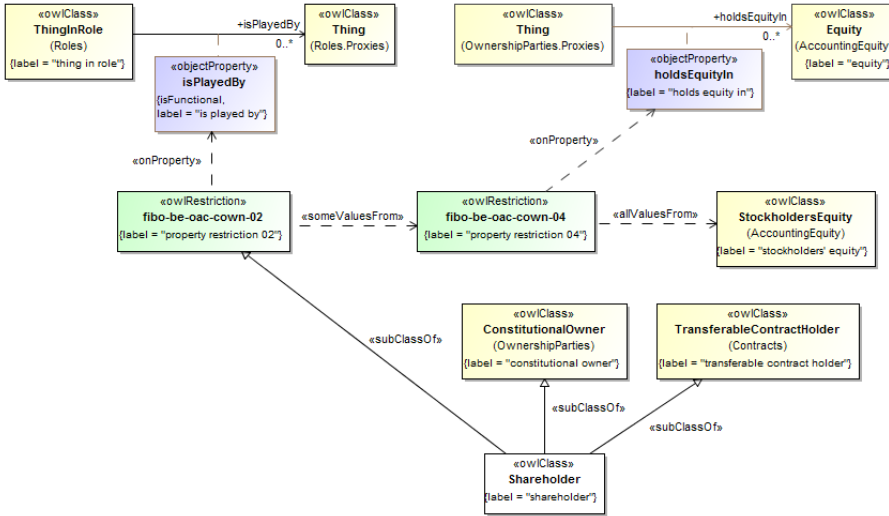 «owlClass»
ThingInRole
(Roles)
{label = "thing in role"}
+isPlayedBy
0..*
«owlClass»
Thing
(Roles.Proxies)
«owlClass»
Thing
(OwnershipParties.Proxies)
+holdsEquityIn
0..*
«owlClass»
Equity
(AccountingEquity)
{label = "equity"}
«objectProperty»
isPlayedBy
{isFunctional,
label = "is played by"}
«objectProperty»
holdsEquityIn
{label = "holds equity in"}
«onProperty»
«onProperty»
«owlRestriction»
fibo-be-oac-cown-02
{label = "property restriction 02"}
«someValuesFrom»
«owlRestriction»
fibo-be-oac-cown-04
{label = "property restriction 04"}
«allValuesFrom»
«owlClass»
StockholdersEquity
(AccountingEquity)
{label = "stockholders' equity"}
«subClassOf»
«owlClass»
ConstitutionalOwner
(OwnershipParties)
{label = "constitutional owner"}
«owlClass»
TransferableContractHolder
(Contracts)
{label = "transferable contract holder"}
«subClassOf»
«subClassOf»
«owlClass»
Shareholder
{label = "shareholder"}